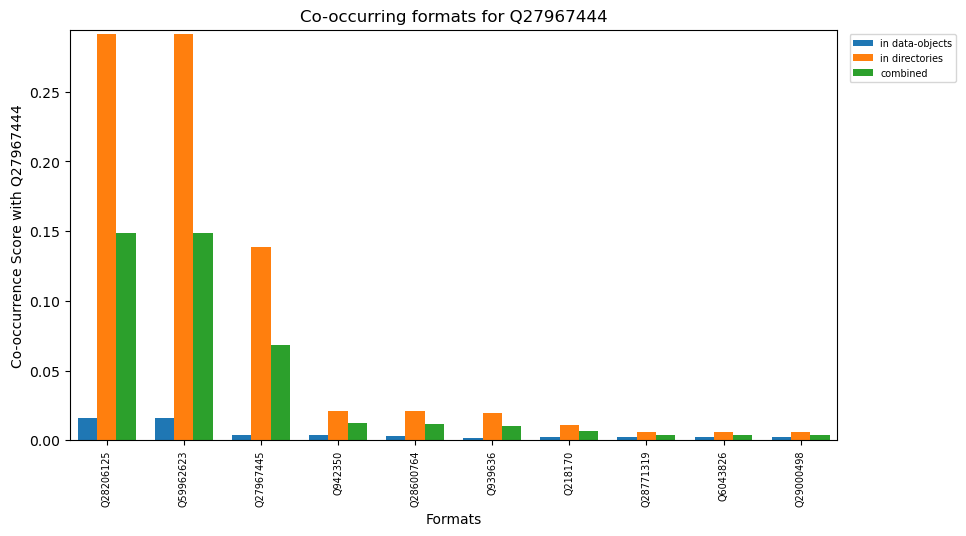 Co-occurring formats for Q27967444
in data-objects
in directories
combined
Co-occurrence Score with Q27967444
0.25
0.20
0.15
0.10
0.05
0.00
Q28206125
Q59962623
Q27967445
Q942350
Q28600764
Q939636
Q218170
Q28771319
Q6043826
Q29000498
Formats